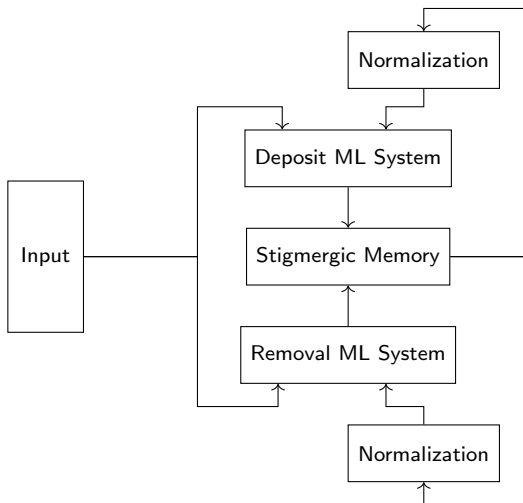 Normalization
Deposit ML System
Input
Stigmergic Memory
Removal ML System
Normalization